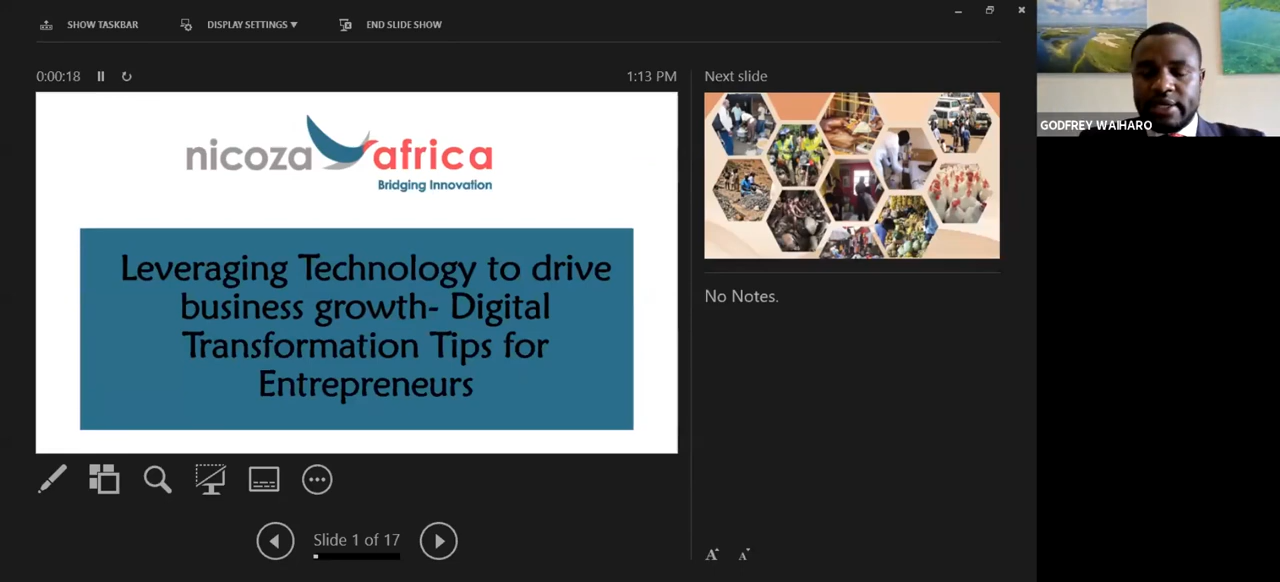 SHOW TASKBAR
DISPLAY SETTINGS ▼
END SLIDE SHOW
0:00:18
1:13 PM
Next slide
nicoza africa
Bridging Innovation
Leveraging Technology to drive
business growth- Digital
Transformation Tips for
Entrepreneurs
No Notes.
Slide 1 of 17
A A
GODFREY WAIHARO